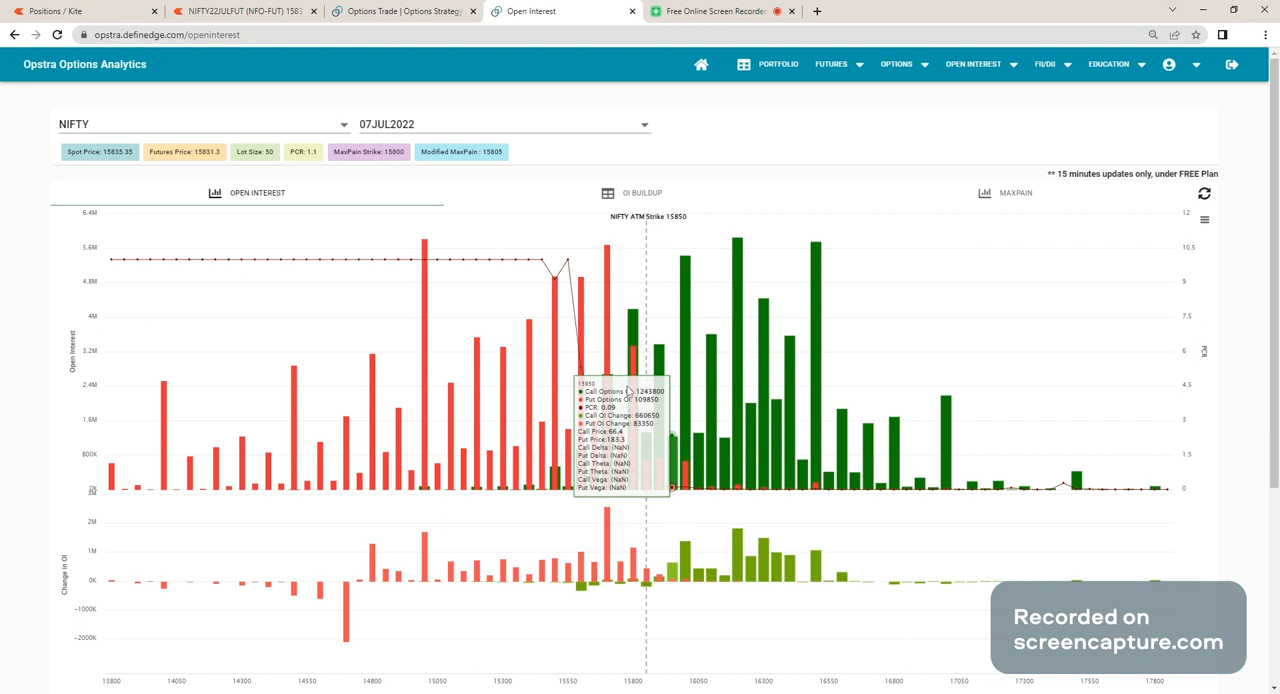 Positions / Kite
NIFTY22JULFUT (NFO-FUT) 1583
Options Trade | Options Strategy
Open Interest
Free Online Screen Recorder
opstra.definedge.com/openinterest
Opstra Options Analytics
PORTFOLIO
FUTURES
OPTIONS
OPEN INTEREST
FII/DII
EDUCATION
NIFTY
07JUL2022
Spot Price: 15835.35
Futures Price: 15831.3
Lot Size: 50
PCR: 1.1
MaxPain Strike: 15800
Modified MaxPain : 15805
** 15 minutes updates only, under FREE Plan
OPEN INTEREST
OI BUILDUP
MAXPAIN
NIFTY ATM Strike 15850
6.4M
5.6M
4.8M
4M
3.2M
2.4M
1.6M
800K
0K
Open Interest
12
10.5
9
7.5
6
4.5
3
1.5
0
PCR
15950
Call Options 1243800
Put Options OI: 109850
PCR: 0.09
Call OI Change: 660650
Put OI Change: 83350
Call Price:66.4
Put Price:183.3
Call Delta: (NaN)
Put Delta: (NaN)
Call Theta: (NaN)
Put Theta: (NaN)
Call Vega: (NaN)
Put Vega: (NaN)
3M
2M
1M
0K
-1000K
-2000K
Change in OI
13800
14050
14300
14550
14800
15050
15300
15550
15800
16050
16300
16550
16800
17050
17300
17550
17800
Recorded on
screencapture.com